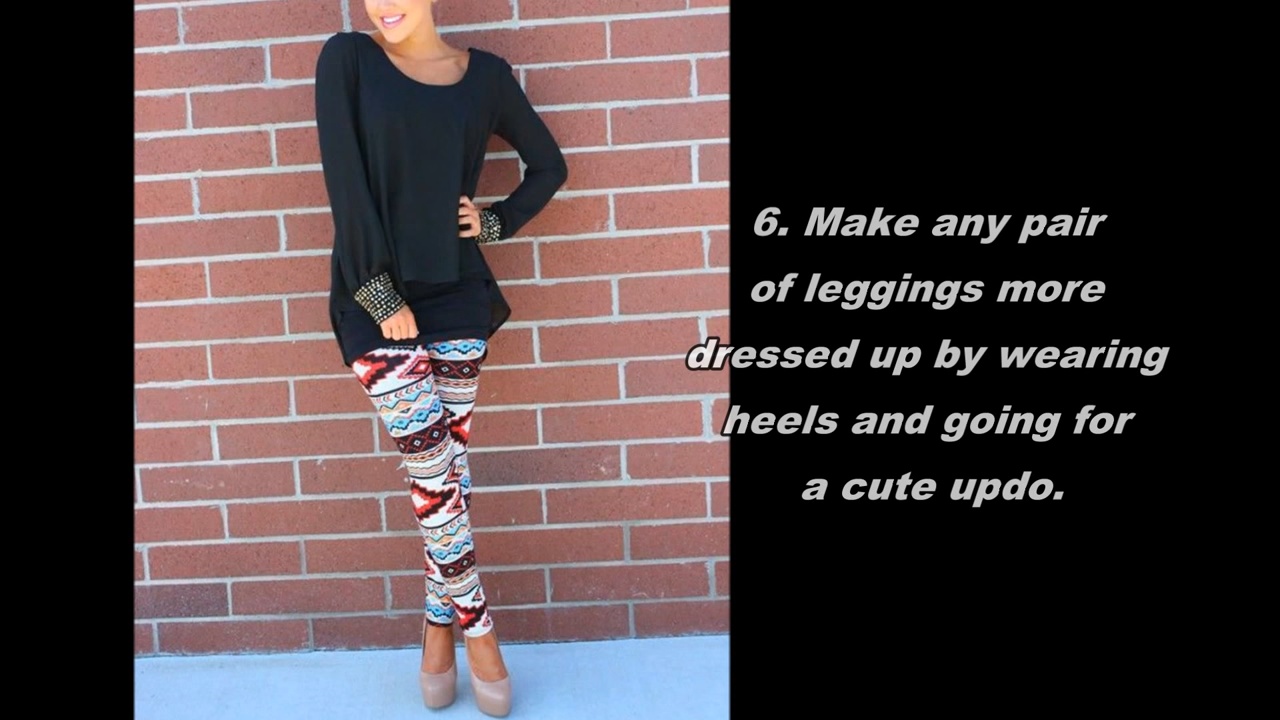 6. Make any pair
of leggings more
dressed up by wearing
heels and going for
a cute updo.